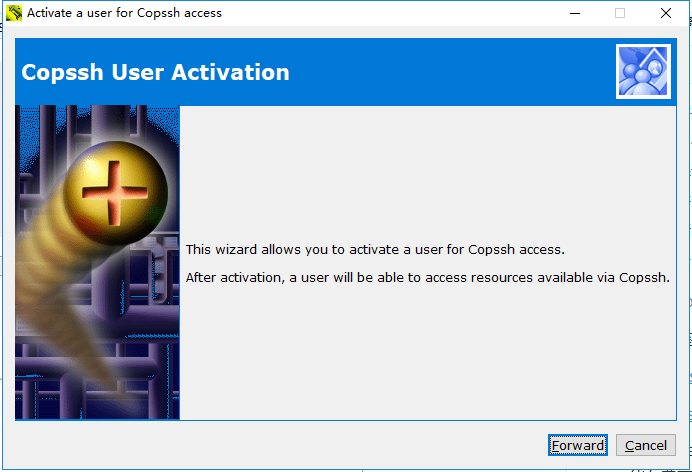 Activate a user for Copssh access
Copssh User Activation
This wizard allows you to activate a user for Copssh access.
After activation, a user will be able to access resources available via Copssh.
Forward
Cancel